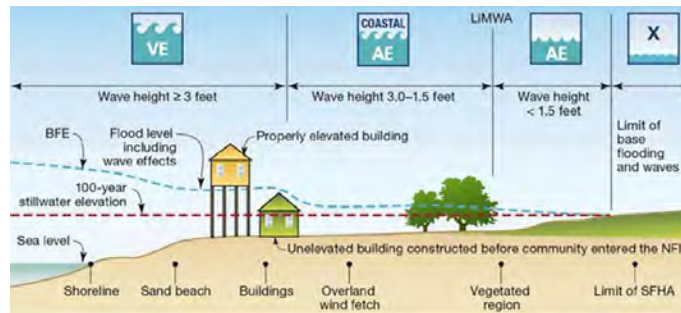 VE
COASTAL
AE
LiMWA
AE
X
Wave height ≥ 3 feet
Wave height 3.0–1.5 feet
Wave height
< 1.5 feet
Limit of
base
flooding
and waves
BFE
Flood level
including
wave effects
Properly elevated building
100-year
stillwater elevation
Sea level
Unelevated building constructed before community entered the NFI
Shoreline
Sand beach
Buildings
Overland
wind fetch
Vegetated
region
Limit of SFHA